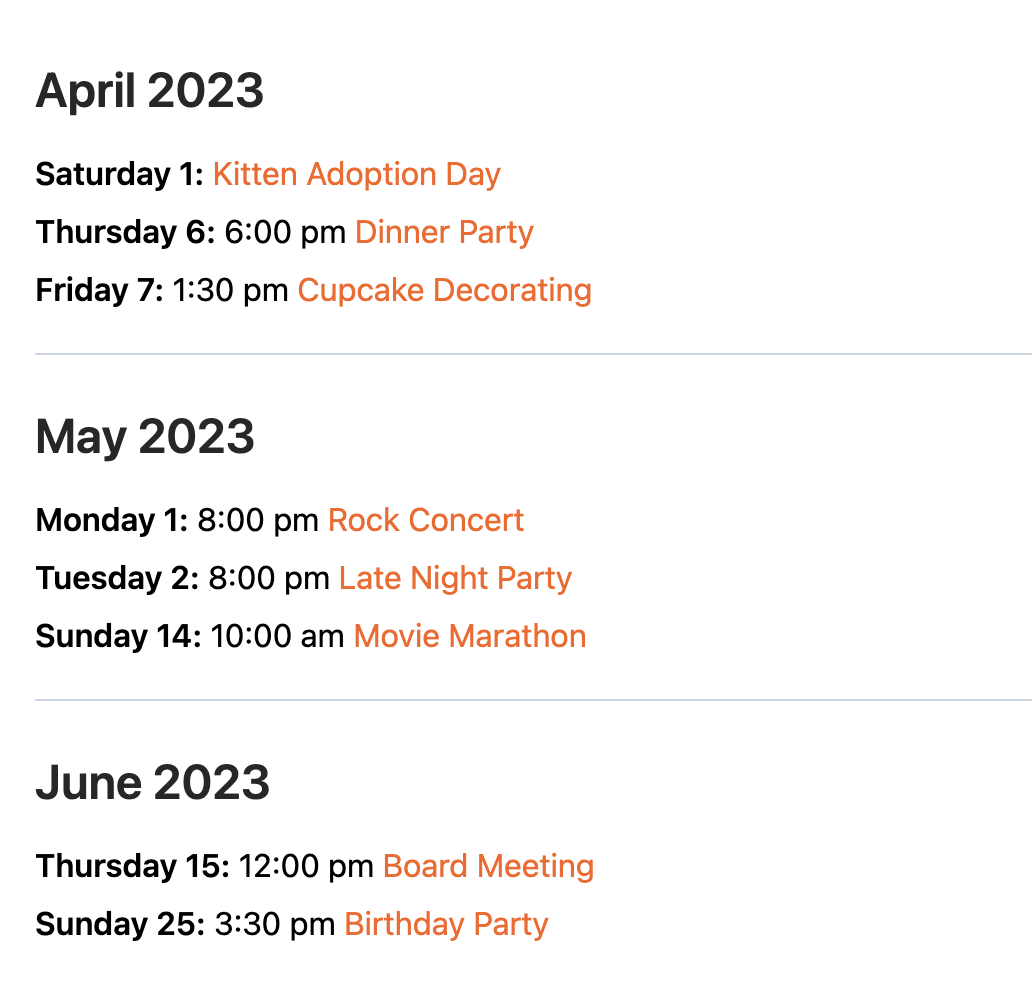 April 2023
Saturday 1: Kitten Adoption Day
Thursday 6: 6:00 pm Dinner Party
Friday 7: 1:30 pm Cupcake Decorating
May 2023
Monday 1: 8:00 pm Rock Concert
Tuesday 2: 8:00 pm Late Night Party
Sunday 14: 10:00 am Movie Marathon
June 2023
Thursday 15: 12:00 pm Board Meeting
Sunday 25: 3:30 pm Birthday Party